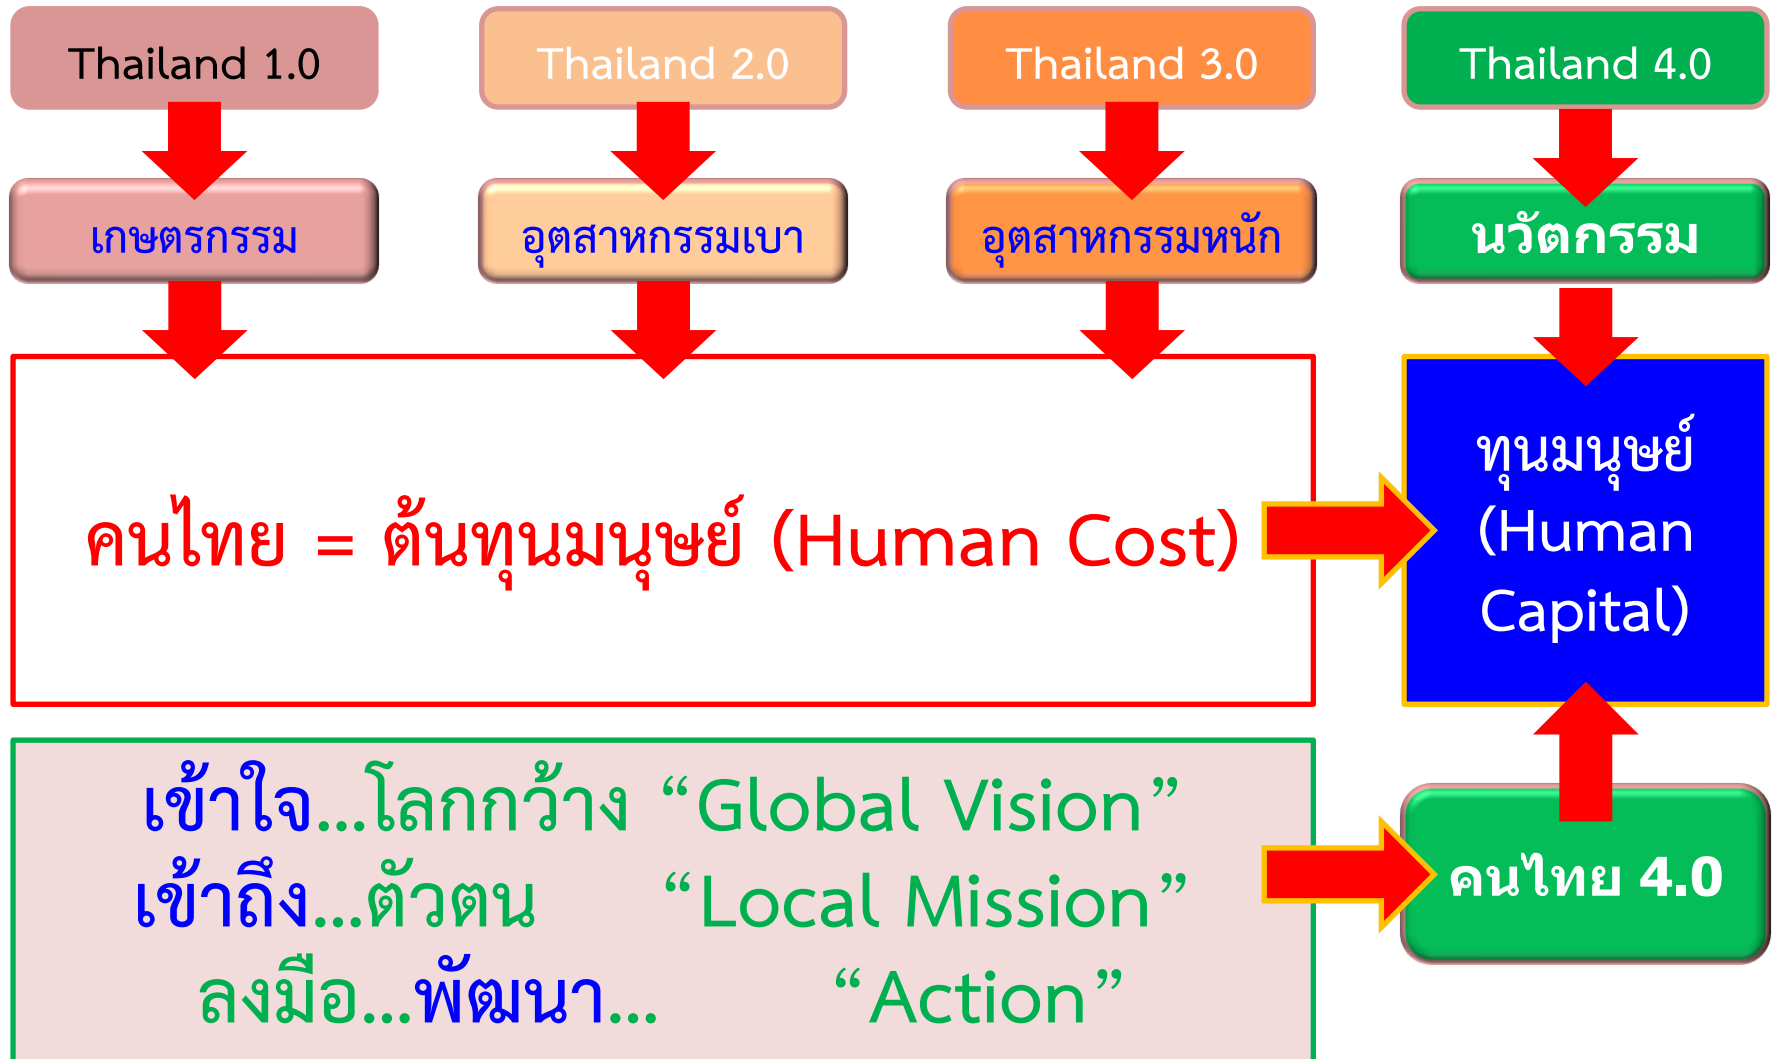 Thailand 1.0
Thailand 2.0
Thailand 3.0
Thailand 4.0
เกษตรกรรม
อุตสาหกรรมเบา
อุตสาหกรรมหนัก
นวัตกรรม
คนไทย = ต้นทุนมนุษย์ (Human Cost)
ทุนมนุษย์
(Human
Capital)
เข้าใจ...โลกกว้าง “Global Vision”
เข้าถึง...ตัวตน “Local Mission”
ลงมือ...พัฒนา... “Action”
คนไทย 4.0